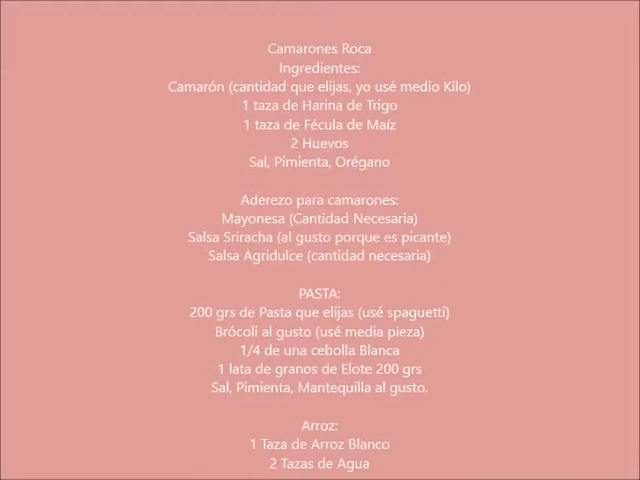 Camarones Roca
Ingredientes:
Camarón (cantidad que elijas, yo usé medio Kilo)
1 taza de Harina de Trigo
1 taza de Fécula de Maíz
2 Huevos
Sal, Pimienta, Orégano
Aderezo para camarones:
Mayonesa (Cantidad Necesaria)
Salsa Sriracha (al gusto porque es picante)
Salsa Agridulce (cantidad necesaria)
PASTA:
200 grs de Pasta que elijas (usé spaguetti)
Brócoli al gusto (usé media pieza)
1/4 de una cebolla Blanca
1 lata de granos de Elote 200 grs
Sal, Pimienta, Mantequilla al gusto.
Arroz:
1 Taza de Arroz Blanco
2 Tazas de Agua